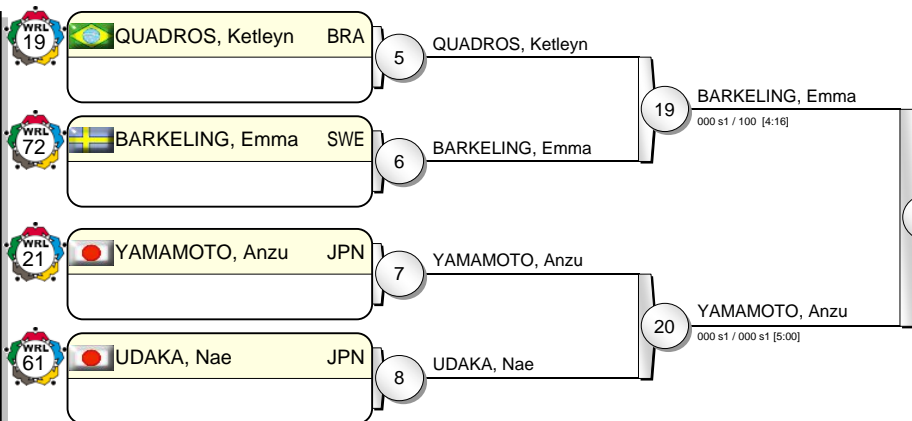 WRL 19 QUADROS, Ketleyn BRA
5
QUADROS, Ketleyn
19
BARKELING, Emma
000 s1 / 100 [4:16]
WRL 72 BARKELING, Emma SWE
6
BARKELING, Emma
WRL 21 YAMAMOTO, Anzu JPN
7
YAMAMOTO, Anzu
20
YAMAMOTO, Anzu
000 s1 / 000 s1 [5:00]
WRL 61 UDAKA, Nae JPN
8
UDAKA, Nae